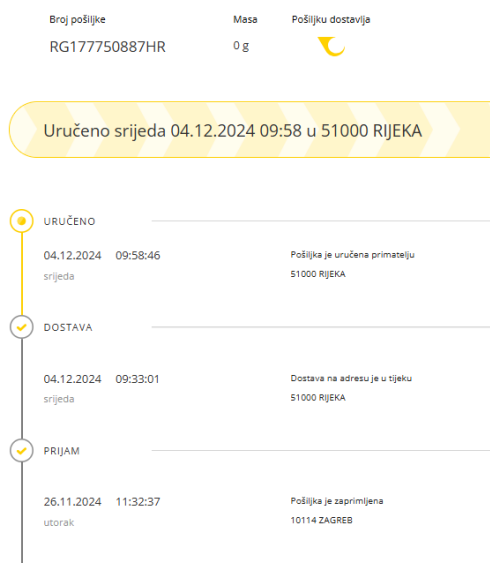 Broj pošiljke Masa Pošiljku dostavlja
RG177750887HR 0 g
Uručeno srijeda 04.12.2024 09:58 u 51000 RIJEKA
URUČENO
04.12.2024 09:58:46 Pošiljka je uručena primatelju
srijeda 51000 RIJEKA
DOSTAVA
04.12.2024 09:33:01 Dostava na adresu je u tijeku
srijeda 51000 RIJEKA
PRIJAM
26.11.2024 11:32:37 Pošiljka je zaprimljena
utorak 10114 ZAGREB